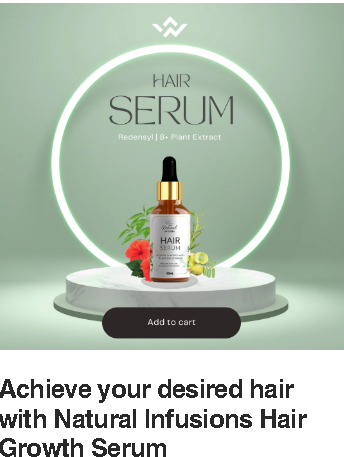 HAIR
SERUM
Redensyl | 8+ Plant Extract
HAIR
SERUM
Add to cart
Achieve your desired hair
with Natural Infusions Hair
Growth Serum